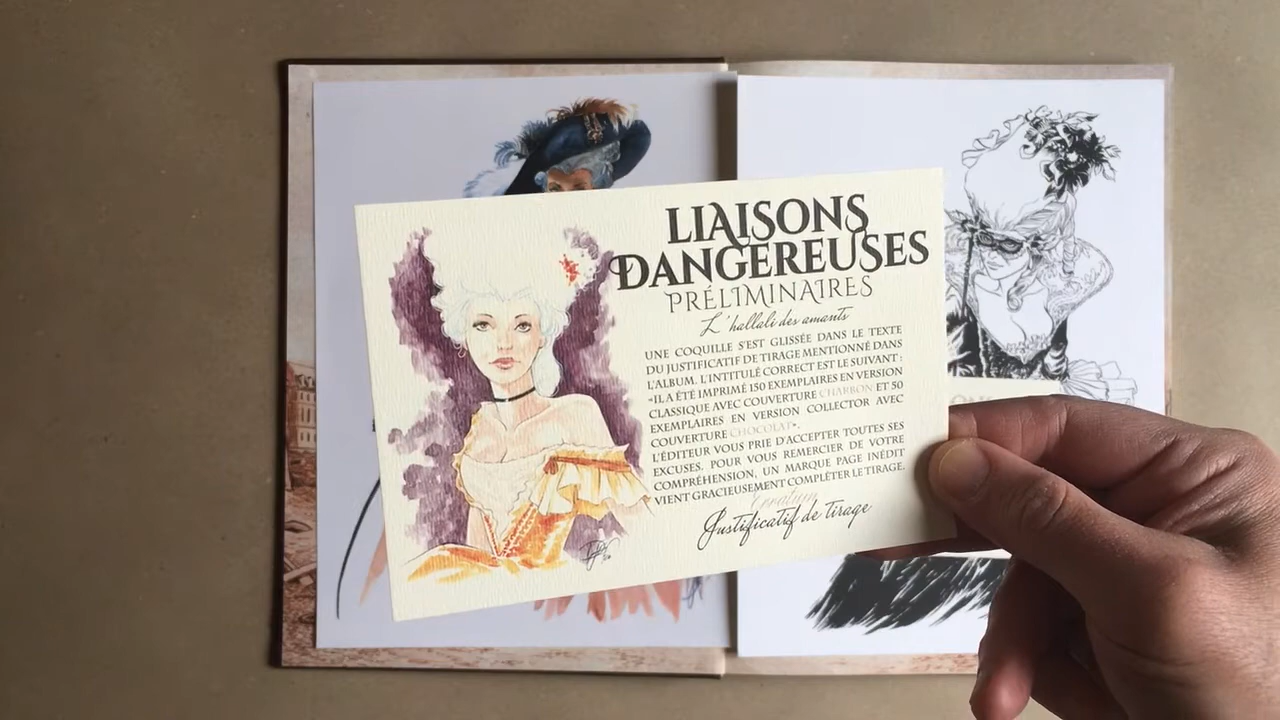 LIAISONS
DANGEREUSES
PRÉLIMINAIRES
L'hallali des amants
UNE COQUILLE S'EST GLISSÉE DANS LE TEXTE
DU JUSTIFICATIF DE TIRAGE MENTIONNÉ DANS
L'ALBUM. L'INTITULÉ CORRECT EST LE SUIVANT :
«IL A ÉTÉ IMPRIMÉ 150 EXEMPLAIRES EN VERSION
CLASSIQUE AVEC COUVERTURE CHARBON ET 50
EXEMPLAIRES EN VERSION COLLECTOR AVEC
COUVERTURE CHOCOLAT».
L'ÉDITEUR VOUS PRIE D'ACCEPTER TOUTES SES
EXCUSES. POUR VOUS REMERCIER DE VOTRE
COMPRÉHENSION, UN MARQUE PAGE INÉDIT
VIENT GRACIEUSEMENT COMPLÉTER LE TIRAGE.
Erratum
Justificatif de tirage